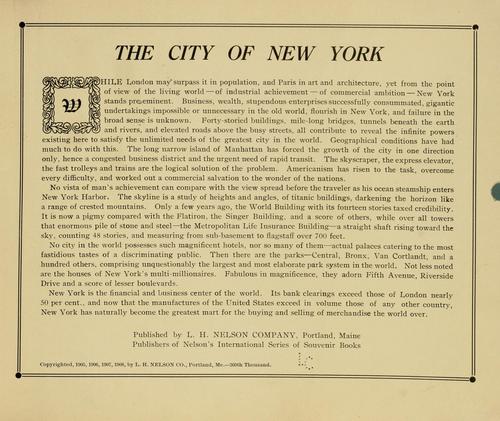 THE CITY OF NEW YORK
WHILE London may surpass it in population, and Paris in art and architecture, yet from the point
of view of the living world—of industrial achievement—of commercial ambition—New York
stands preeminent. Business, wealth, stupendous enterprises successfully consummated, gigantic
undertakings impossible or unnecessary in the old world, flourish in New York, and failure in the
broad sense is unknown. Forty-storied buildings, mile-long bridges, tunnels beneath the earth
and rivers, and elevated roads above the busy streets, all contribute to reveal the infinite powers
existing here to satisfy the unlimited needs of the greatest city in the world. Geographical conditions have had
much to do with this. The long narrow island of Manhattan has forced the growth of the city in one direction
only, hence a congested business district and the urgent need of rapid transit. The skyscraper, the express elevator,
the fast trolleys and trains are the logical solution of the problem. Americanism has risen to the task, overcome
every difficulty, and worked out a commercial salvation to the wonder of the nations.
No vista of man's achievement can compare with the view spread before the traveler as his ocean steamship enters
New York Harbor. The skyline is a study of heights and angles, of titanic buildings, darkening the horizon like
a range of crested mountains. Only a few years ago, the World Building with its fourteen stories taxed credibility.
It is now a pigmy compared with the Flatiron, the Singer Building, and a score of others, while over all towers
that enormous pile of stone and steel—the Metropolitan Life Insurance Building—a straight shaft rising toward the
sky, counting 48 stories, and measuring from sub-basement to flagstaff over 700 feet.
No city in the world possesses such magnificent hotels, nor so many of them—actual palaces catering to the most
fastidious tastes of a discriminating public. Then there are the parks—Central, Bronx, Van Cortlandt, and a
hundred others, comprising unquestionably the largest and most elaborate park system in the world. Not less noted
are the houses of New York's multi-millionaires. Fabulous in magnificence, they adorn Fifth Avenue, Riverside
Drive and a score of lesser boulevards.
New York is the financial and business center of the world. Its bank clearings exceed those of London nearly
50 per cent., and now that the manufactures of the United States exceed in volume those of any other country,
New York has naturally become the greatest mart for the buying and selling of merchandise the world over.
Published by L. H. NELSON COMPANY, Portland, Maine
Publishers of Nelson's International Series of Souvenir Books
Copyrighted, 1905, 1906, 1907, 1908, by L. H. NELSON CO., Portland, Me.—300th Thousand.